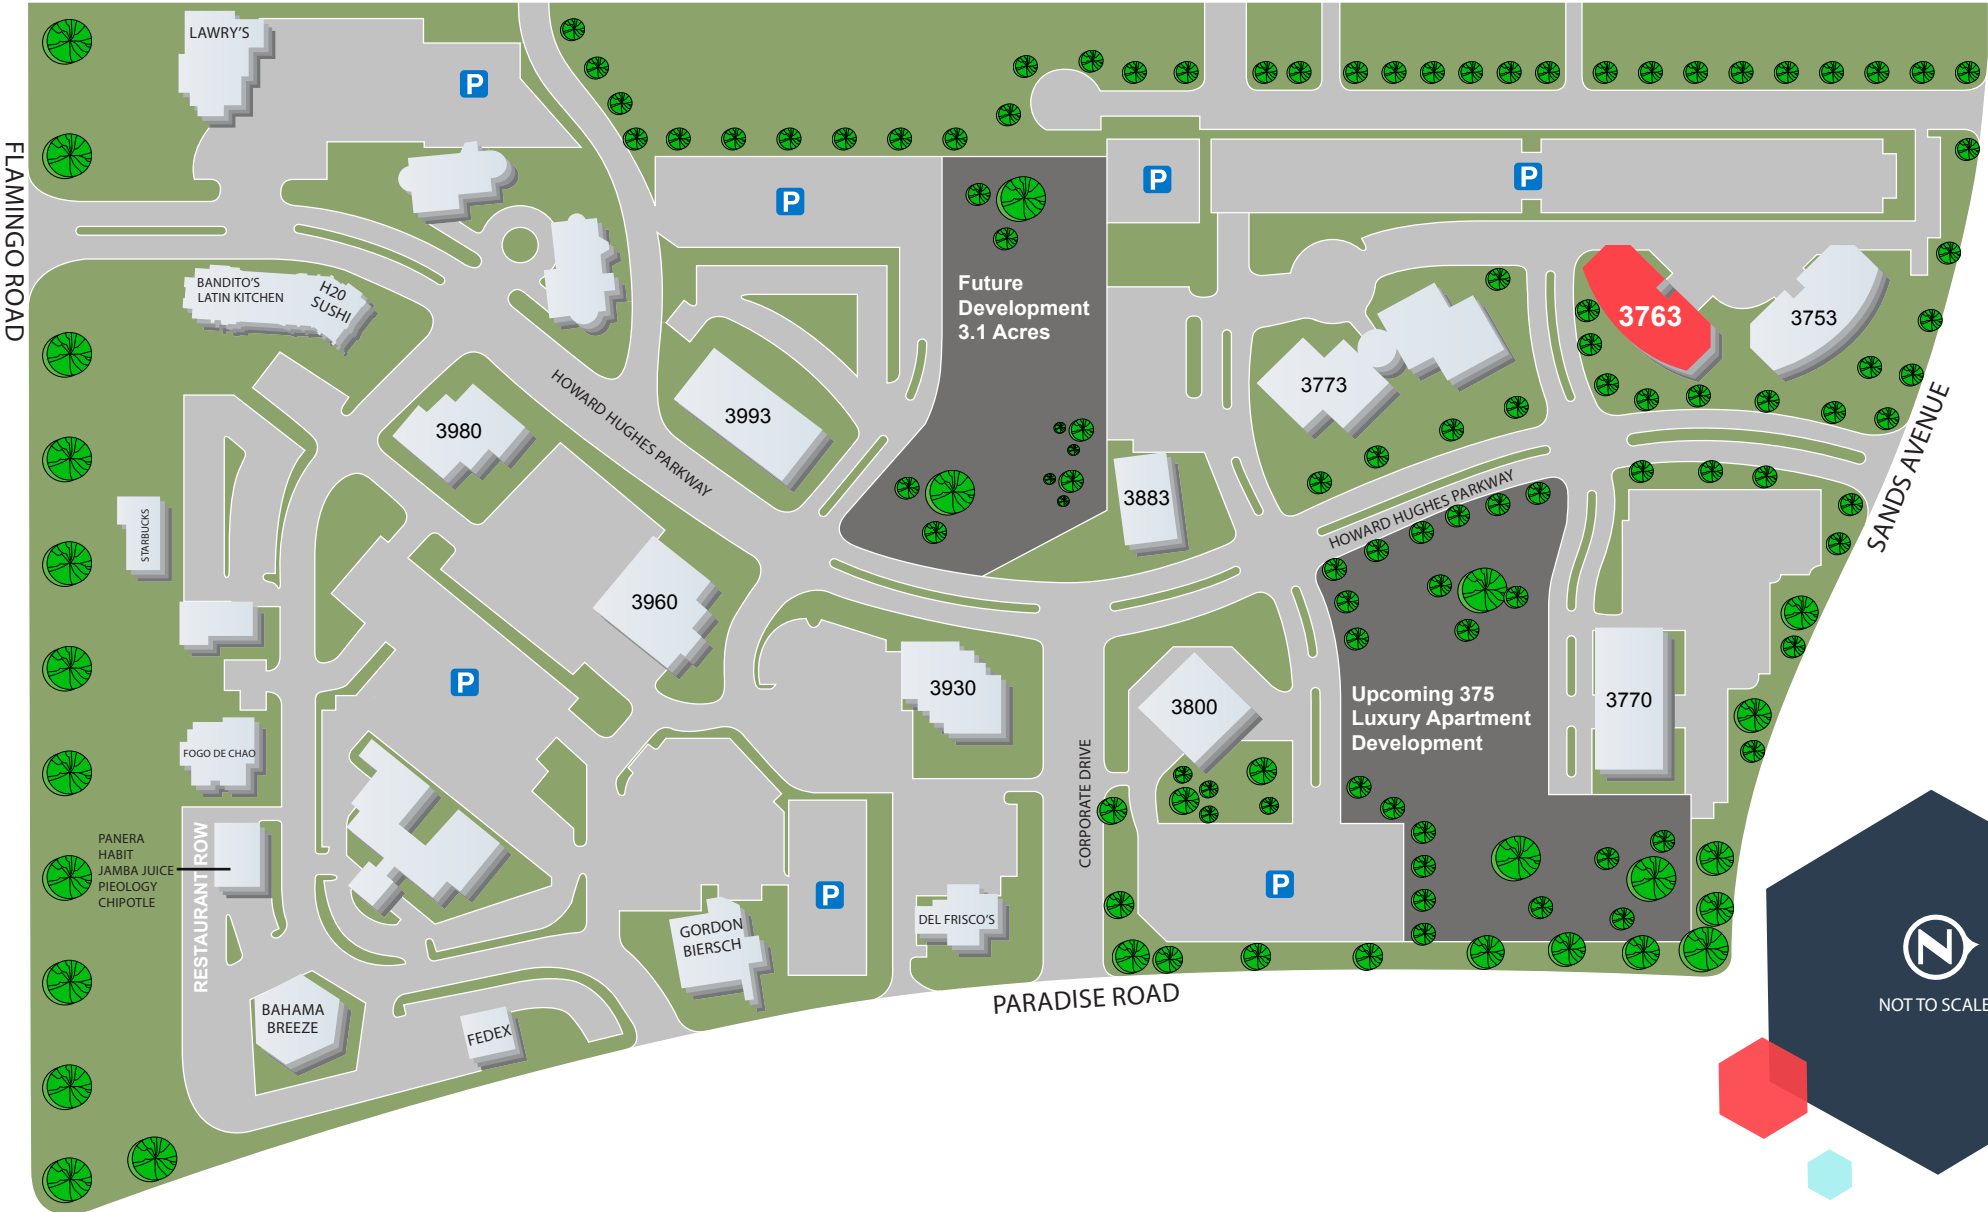 LAWRY'S
P
FLAMINGO ROAD
P
P
P
BANDITO'S
LATIN KITCHEN
H20
SUSHI
Future
Development
3.1 Acres
3763
3753
3773
3993
3980
HOWARD HUGHES PARKWAY
3883
HOWARD HUGHES PARKWAY
SANDS AVENUE
STARBUCKS
3960
P
3930
3800
Upcoming 375
Luxury Apartment
Development
3770
FOGO DE CHAO
CORPORATE DRIVE
PANERA
HABIT
JAMBA JUICE
PIEOLOGY
CHIPOTLE
RESTAURANT ROW
P
P
GORDON
BIERSCH
DEL FRISCO'S
BAHAMA
BREEZE
FEDEX
PARADISE ROAD
N
NOT TO SCALE